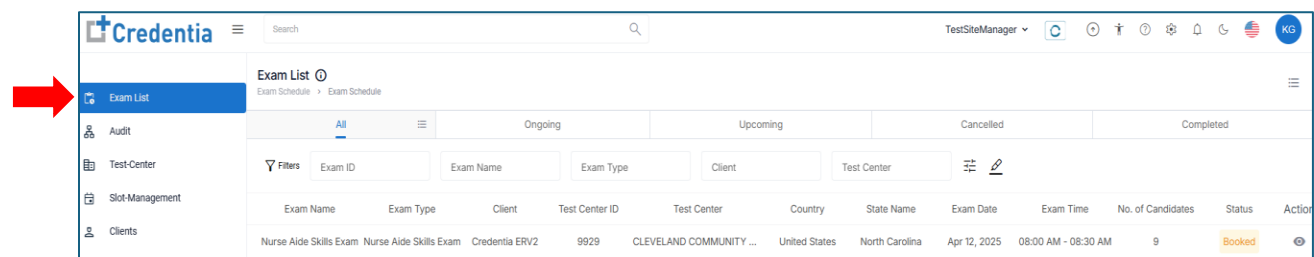 Credentia
Search
TestSiteManager
C
KG
Exam List
Exam Schedule > Exam Schedule
Exam List
Audit
Test-Center
Slot-Management
Clients
All Ongoing Upcoming Cancelled Completed
Filters Exam ID Exam Name Exam Type Client Test Center
Exam Name Exam Type Client Test Center ID Test Center Country State Name Exam Date Exam Time No. of Candidates Status Action
Nurse Aide Skills Exam Nurse Aide Skills Exam Credentia ERV2 9929 CLEVELAND COMMUNITY ... United States North Carolina Apr 12, 2025 08:00 AM - 08:30 AM 9 Booked